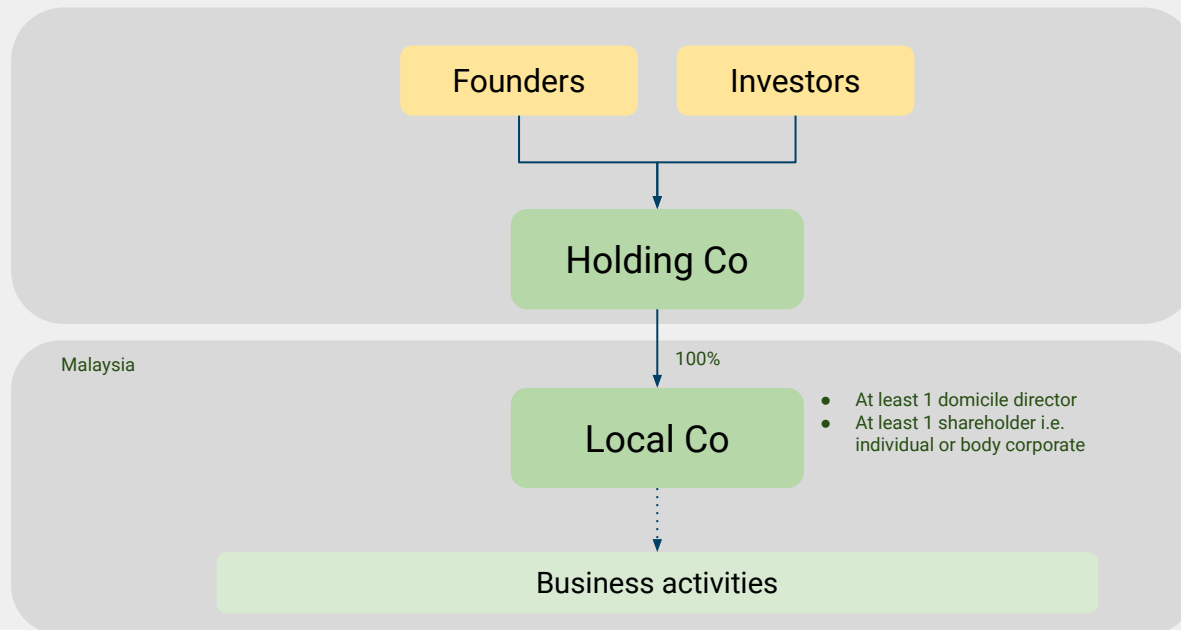 Founders
Investors
Holding Co
Malaysia
100%
Local Co
● At least 1 domicile director
● At least 1 shareholder i.e.
individual or body corporate
Business activities